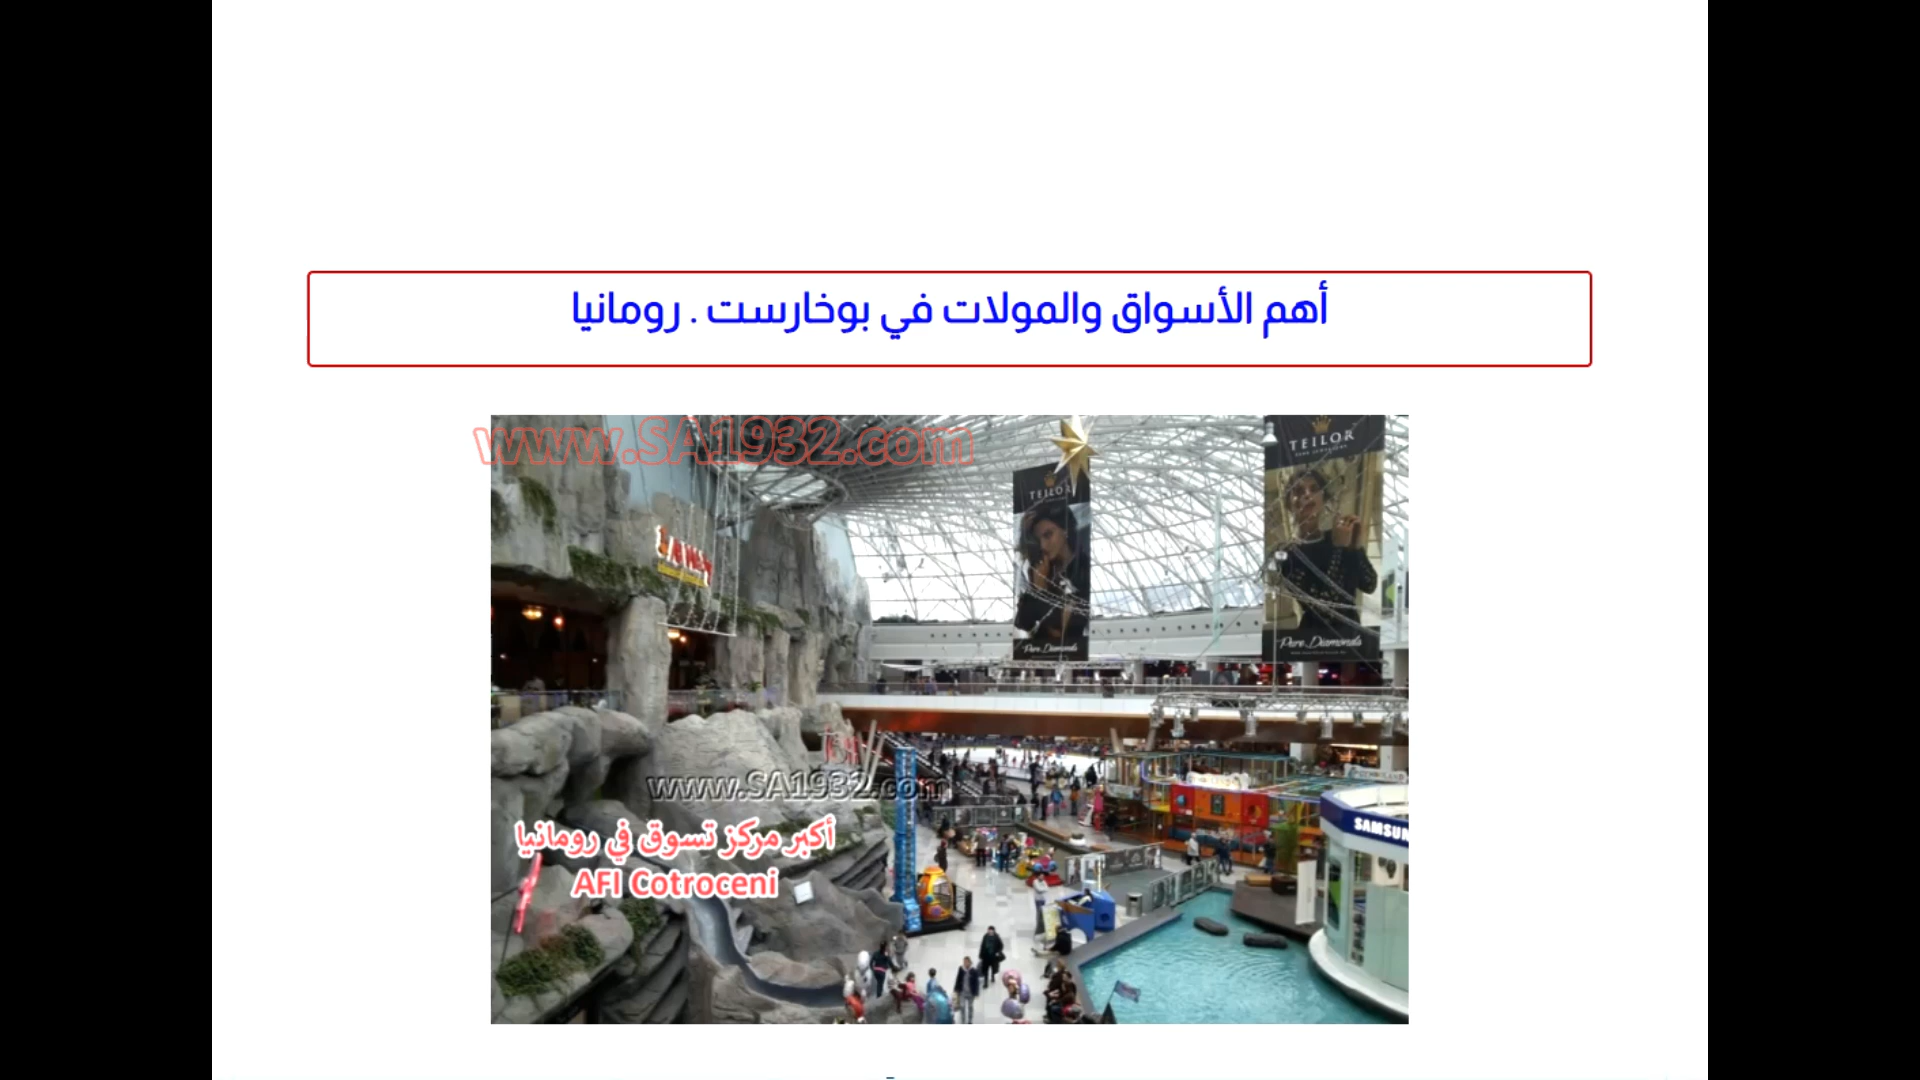 أهم الأسواق والمولات في بوخارست . رومانيا
www.SA1932.com
TEILOR
TEILOR
Pure Diamonds
Pure Diamonds
www.SA1932.com
SAMSUN
أكبر مركز تسوق في رومانيا
AFI Cotroceni